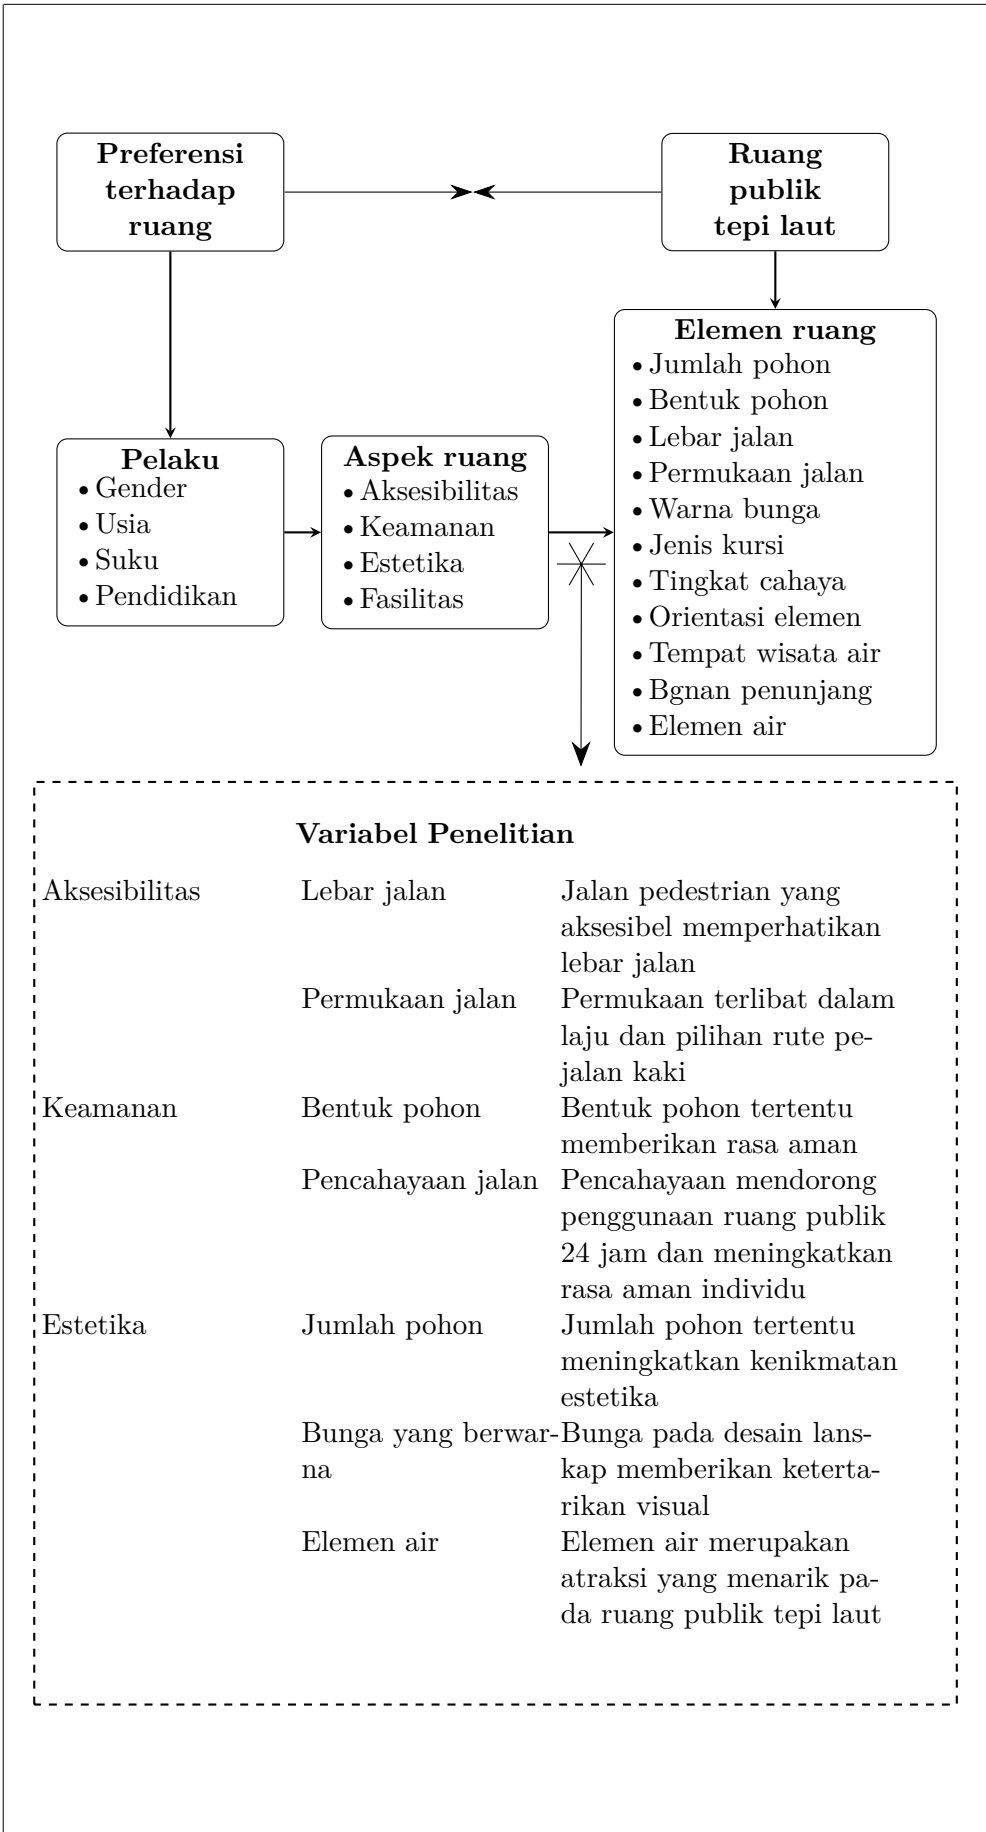 Preferensi
terhadap
ruang
Ruang
publik
tepi laut
Pelaku
• Gender
• Usia
• Suku
• Pendidikan
Aspek ruang
• Aksesibilitas
• Keamanan
• Estetika
• Fasilitas
Elemen ruang
• Jumlah pohon
• Bentuk pohon
• Lebar jalan
• Permukaan jalan
• Warna bunga
• Jenis kursi
• Tingkat cahaya
• Orientasi elemen
• Tempat wisata air
• Bgnan penunjang
• Elemen air
Variabel Penelitian
Aksesibilitas
Lebar jalan
Jalan pedestrian yang
aksesibel memperhatikan
lebar jalan
Permukaan jalan
Permukaan terlibat dalam
laju dan pilihan rute pe-
jalan kaki
Keamanan
Bentuk pohon
Bentuk pohon tertentu
memberikan rasa aman
Pencahayaan jalan
Pencahayaan mendorong
penggunaan ruang publik
24 jam dan meningkatkan
rasa aman individu
Estetika
Jumlah pohon
Jumlah pohon tertentu
meningkatkan kenikmatan
estetika
Bunga yang berwar-
na
Bunga pada desain lans-
kap memberikan keterta-
rikan visual
Elemen air
Elemen air merupakan
atraksi yang menarik pa-
da ruang publik tepi laut